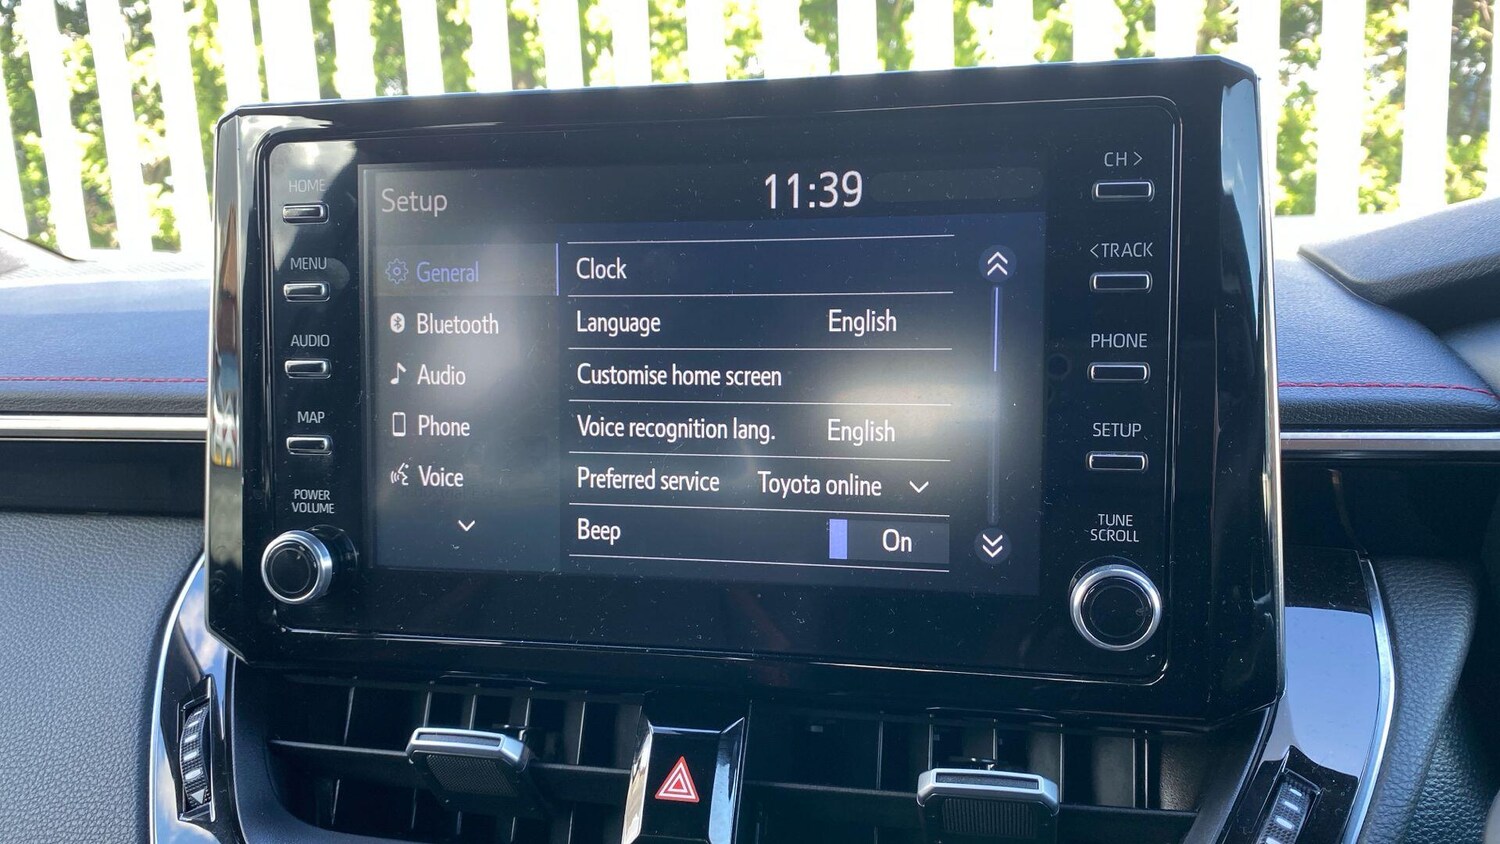 HOME
MENU
AUDIO
MAP
POWER
VOLUME
Setup
11:39
General
Bluetooth
Audio
Phone
Voice
Clock
Language English
Customise home screen
Voice recognition lang. English
Preferred service Toyota online
Beep On
CH >
< TRACK
PHONE
SETUP
TUNE
SCROLL